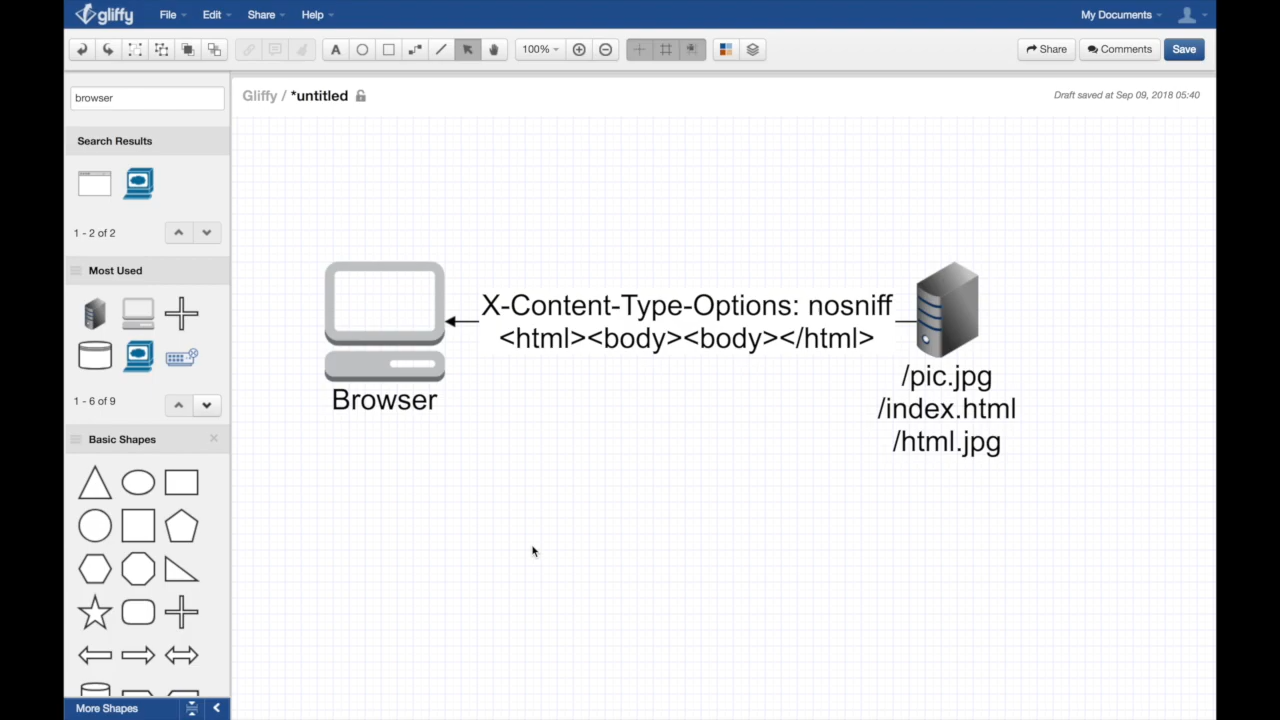 gliffy File Edit Share Help My Documents
A 100% Share Comments Save
browser
Gliffy / *untitled
Draft saved at Sep 09, 2018 05:40
Search Results
1 - 2 of 2
Most Used
1 - 6 of 9
Basic Shapes
X-Content-Type-Options: nosniff
<html><body><body></html>
Browser
/pic.jpg
/index.html
/html.jpg
More Shapes